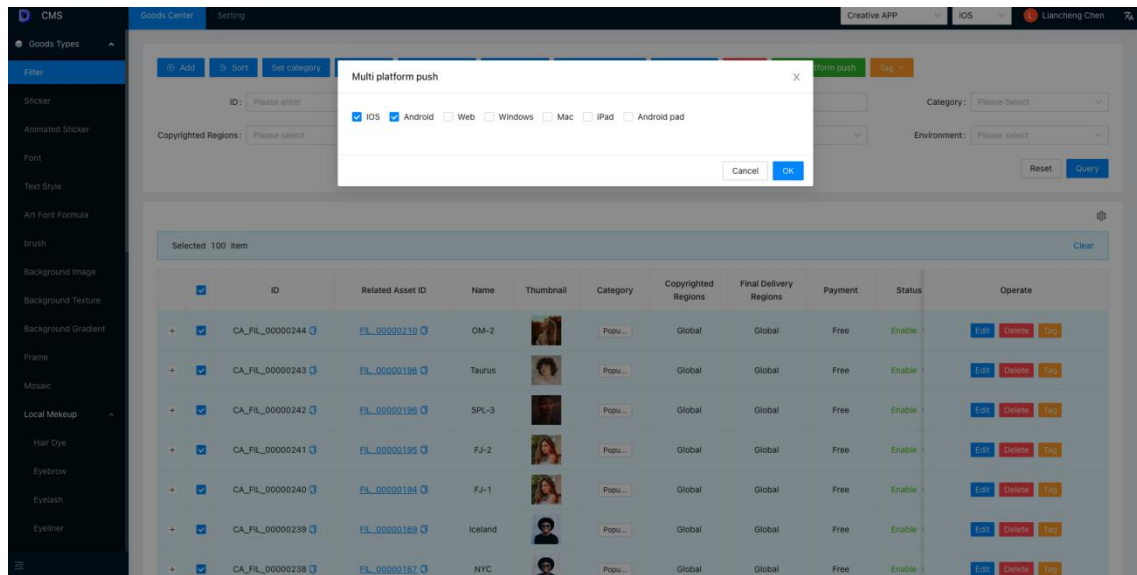 CMS Goods Center Setting Creative APP IOS Liancheng Chen
Goods Types
Filter
Sticker
Animated Sticker
Font
Text Style
Art Font Formula
brush
Background Image
Background Texture
Background Gradient
Frame
Mosaic
Local Mekeup
Hair Dye
Eyebrow
Eyelash
Eyeliner
Add Sort Set category tform push Tag
ID: Please enter Category: Please Select
Copyrighted Regions: Please select Environment: Please select
Reset Query
Multi platform push
IOS Android Web Windows Mac iPad Android pad
Cancel OK
Selected 100 Item Clear
ID Related Asset ID Name Thumbnail Category Copyrighted Regions Final Delivery Regions Payment Status Operate
CA_FIL_00000244 FIL_00000210 OM-2 Popu... Global Global Free Enable Edit Delete Tag
CA_FIL_00000243 FIL_00000198 Taurus Popu... Global Global Free Enable Edit Delete Tag
CA_FIL_00000242 FIL_00000196 SPL-3 Popu... Global Global Free Enable Edit Delete Tag
CA_FIL_00000241 FIL_00000195 FJ-2 Popu... Global Global Free Enable Edit Delete Tag
CA_FIL_00000240 FIL_00000194 FJ-1 Popu... Global Global Free Enable Edit Delete Tag
CA_FIL_00000239 FIL_00000169 Iceland Popu... Global Global Free Enable Edit Delete Tag
CA_FIL_00000238 FIL_00000167 NYC Popu... Global Global Free Enable Edit Delete Tag